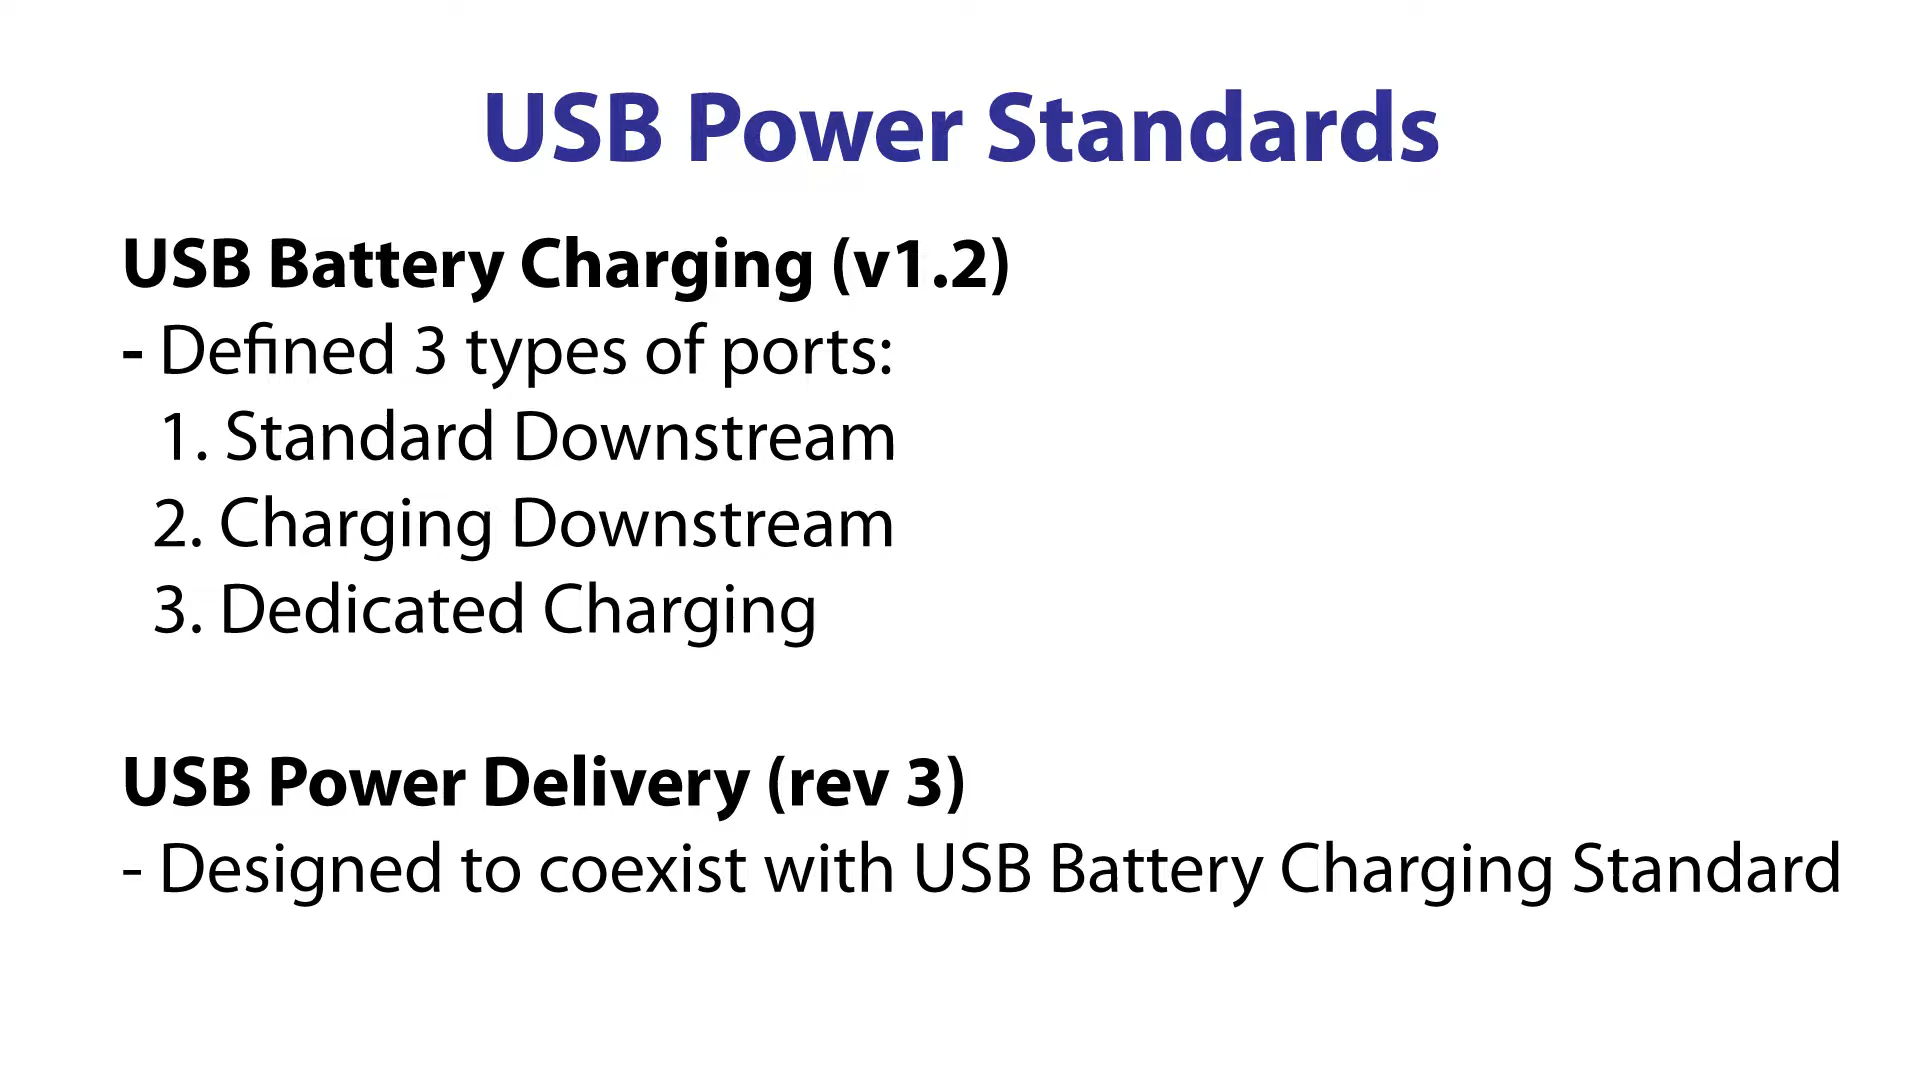 USB Power Standards
USB Battery Charging (v1.2)
- Defined 3 types of ports:
1. Standard Downstream
2. Charging Downstream
3. Dedicated Charging
USB Power Delivery (rev 3)
- Designed to coexist with USB Battery Charging Standard